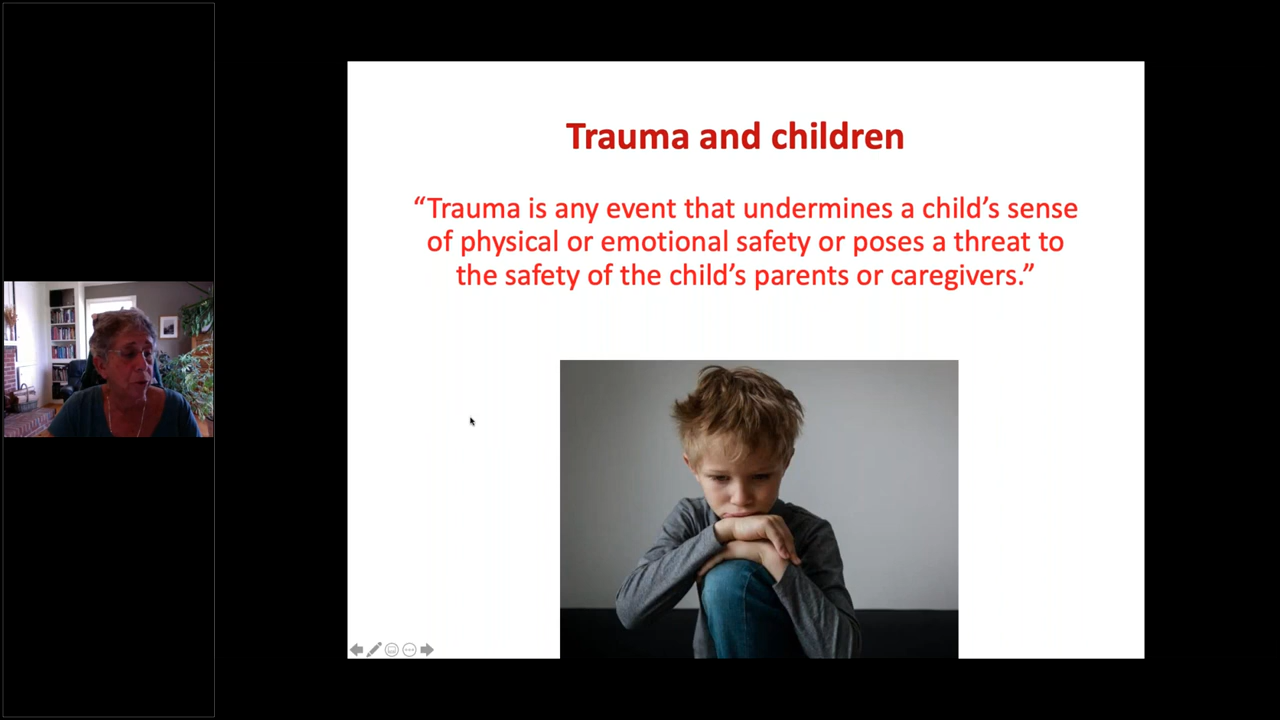 Trauma and children
“Trauma is any event that undermines a child’s sense
of physical or emotional safety or poses a threat to
the safety of the child’s parents or caregivers.”